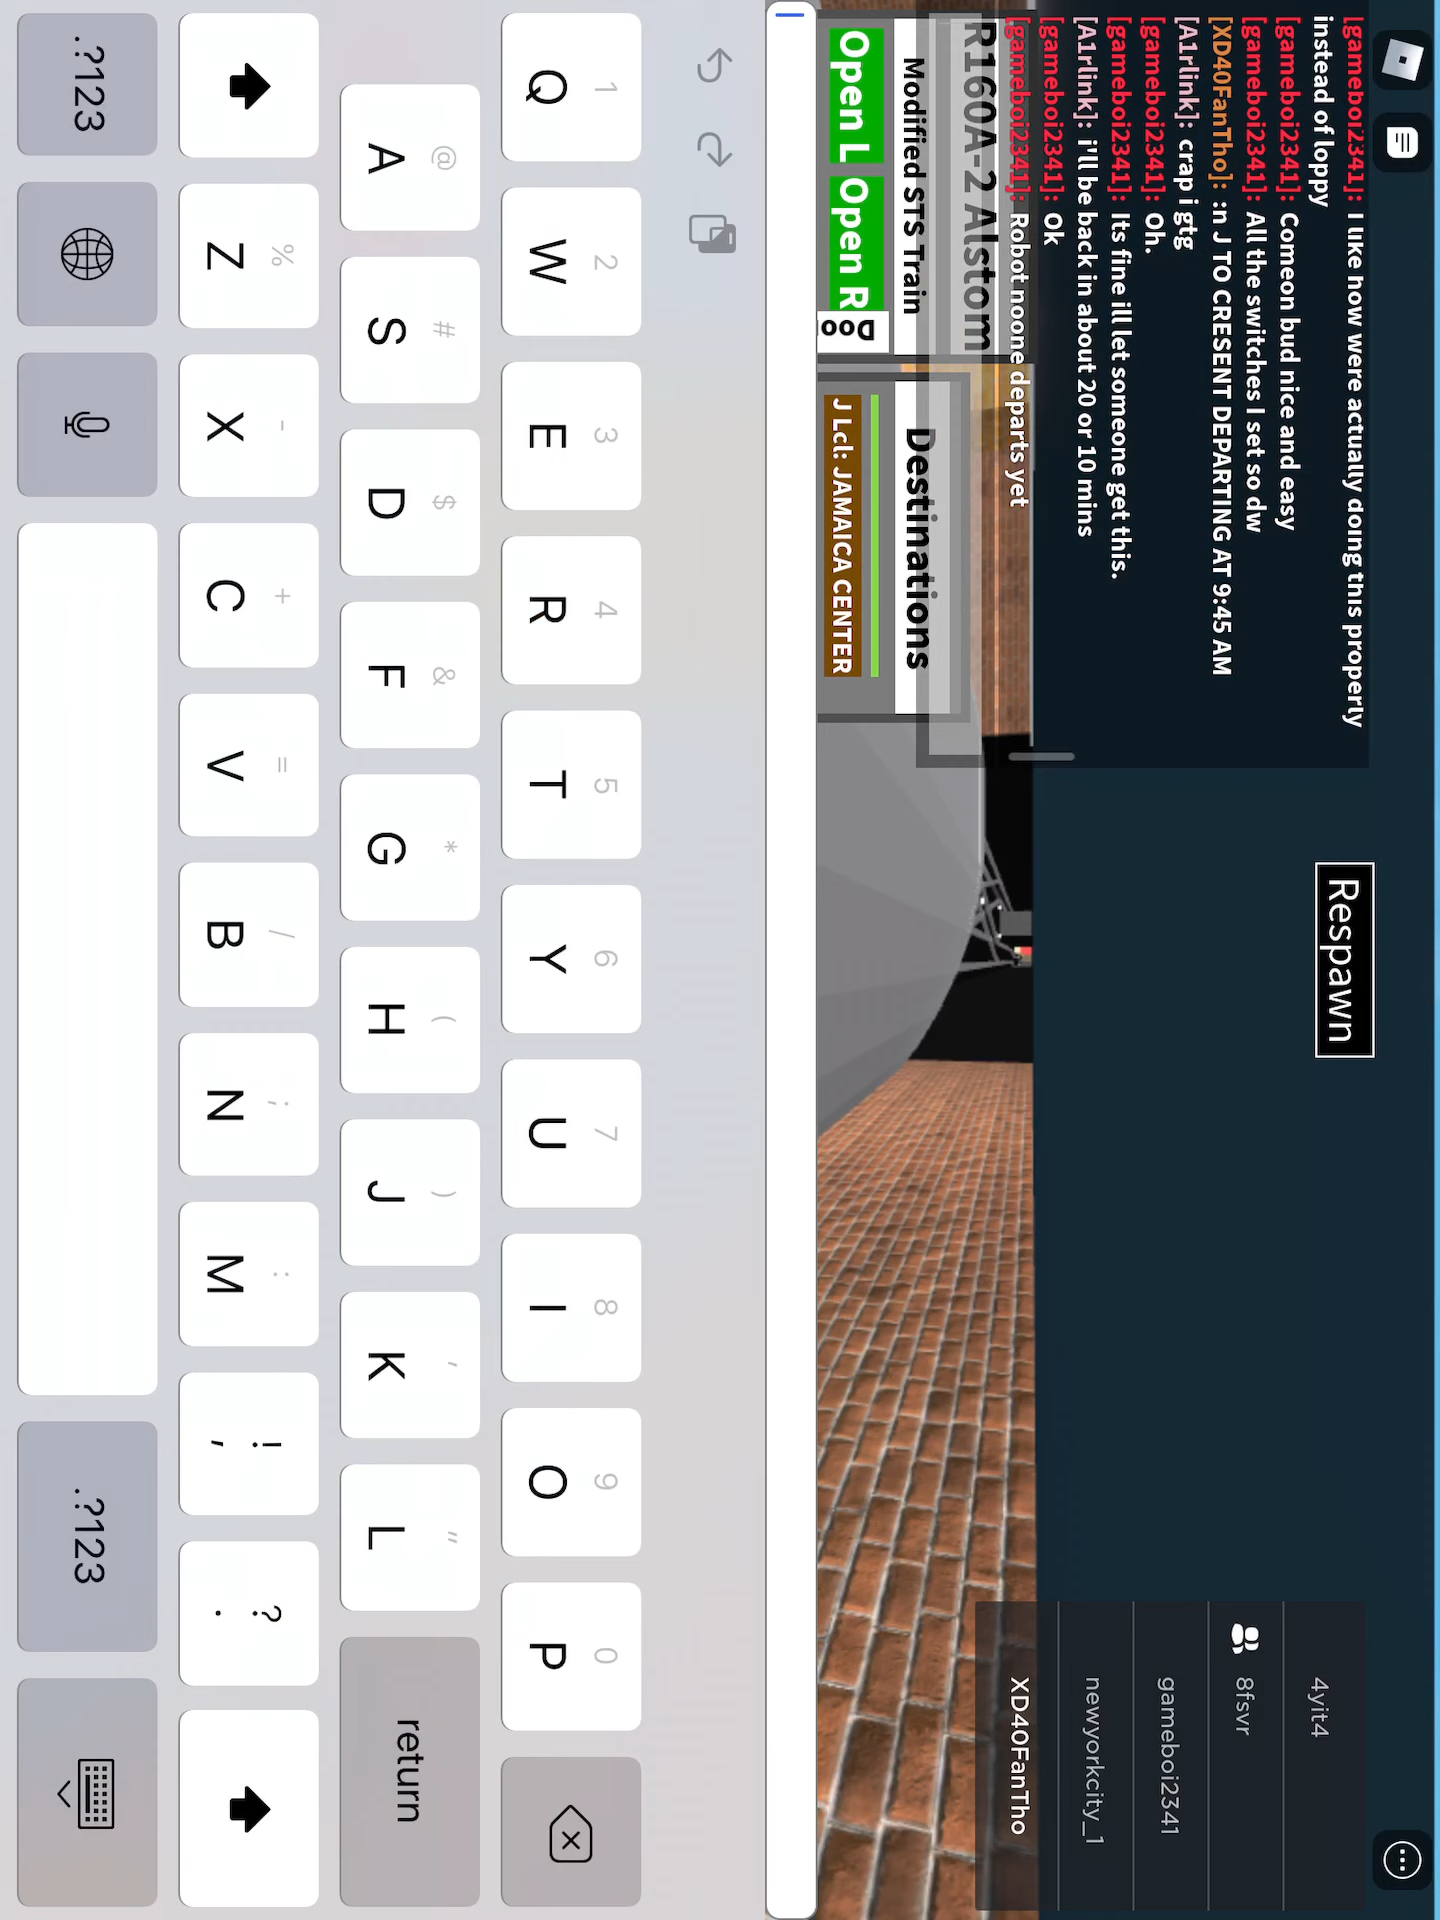 [gameboi2341]: I like how were actually doing this properly
instead of loppy
[gameboi2341]: Comeon bud nice and easy
[gameboi2341]: All the switches I set so dw
[XD40FanTho]: :n J TO CRESENT DEPARTING AT 9:45 AM
[A1rlink]: crap i gtg
[gameboi2341]: Oh.
[gameboi2341]: Its fine ill let someone get this.
[A1rlink]: i'll be back in about 20 or 10 mins
[gameboi2341]: Ok
[gameboi2341]: Robot noone departs yet
Respawn
4yit4
8fsvr
gameboi2341
newyorkcity_1
XD40FanTho
R160A-2 Alstom
Modified STS Train
Open L Open R
Doo
Destinations
J Lcl: JAMAICA CENTER
1 2 3 4 5 6 7 8 9 0
Q W E R T Y U I O P
@ # $ & * ( ) ' "
A S D F G H J K L return
% - + = / ; : ! ?
Z X C V B N M , .
.?123 .?123